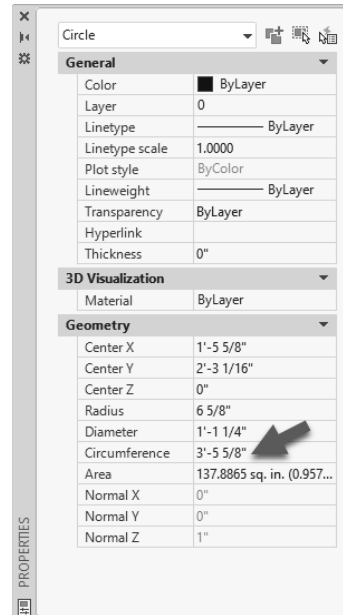 Circle
General
Color ByLayer
Layer 0
Linetype ByLayer
Linetype scale 1.0000
Plot style ByColor
Lineweight ByLayer
Transparency ByLayer
Hyperlink
Thickness 0"
3D Visualization
Material ByLayer
Geometry
Center X 1'-5 5/8"
Center Y 2'-3 1/16"
Center Z 0"
Radius 6 5/8"
Diameter 1'-1 1/4"
Circumference 3'-5 5/8"
Area 137.8865 sq. in. (0.957...
Normal X 0"
Normal Y 0"
Normal Z 1"
PROPERTIES